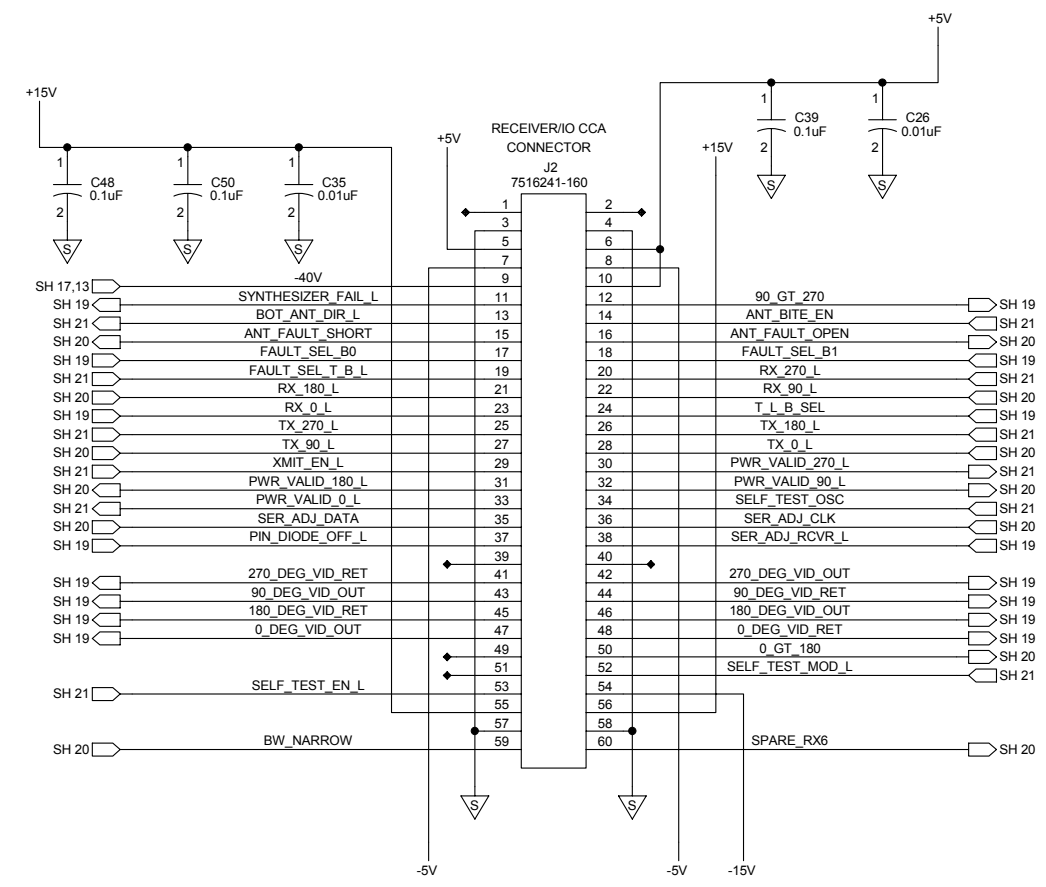 +5V
+15V
1
C48
0.1uF
2
S
1
C50
0.1uF
2
S
1
C35
0.01uF
2
S
+5V
RECEIVER/IO CCA
CONNECTOR
J2
7516241-160
+15V
1
C39
0.1uF
2
S
1
C26
0.01uF
2
S
1 2
3 4
5 6
7 8
SH 17,13 -40V 9 10
SH 19 SYNTHESIZER_FAIL_L 11 12 90_GT_270 SH 19
SH 21 BOT_ANT_DIR_L 13 14 ANT_BITE_EN SH 21
SH 20 ANT_FAULT_SHORT 15 16 ANT_FAULT_OPEN SH 20
SH 19 FAULT_SEL_B0 17 18 FAULT_SEL_B1 SH 19
SH 21 FAULT_SEL_T_B_L 19 20 RX_270_L SH 21
SH 20 RX_180_L 21 22 RX_90_L SH 20
SH 19 RX_0_L 23 24 T_L_B_SEL SH 19
SH 21 TX_270_L 25 26 TX_180_L SH 21
SH 20 TX_90_L 27 28 TX_0_L SH 20
SH 21 XMIT_EN_L 29 30 PWR_VALID_270_L SH 21
SH 20 PWR_VALID_180_L 31 32 PWR_VALID_90_L SH 20
SH 21 PWR_VALID_0_L 33 34 SELF_TEST_OSC SH 21
SH 20 SER_ADJ_DATA 35 36 SER_ADJ_CLK SH 20
SH 19 PIN_DIODE_OFF_L 37 38 SER_ADJ_RCVR_L SH 19
39 40
SH 19 270_DEG_VID_RET 41 42 270_DEG_VID_OUT SH 19
SH 19 90_DEG_VID_OUT 43 44 90_DEG_VID_RET SH 19
SH 19 180_DEG_VID_RET 45 46 180_DEG_VID_OUT SH 19
SH 19 0_DEG_VID_OUT 47 48 0_DEG_VID_RET SH 19
49 50 0_GT_180 SH 20
51 52 SELF_TEST_MOD_L SH 21
SH 21 SELF_TEST_EN_L 53 54
55 56
57 58
SH 20 BW_NARROW 59 60 SPARE_RX6 SH 20
S
S
-5V
-5V
-15V